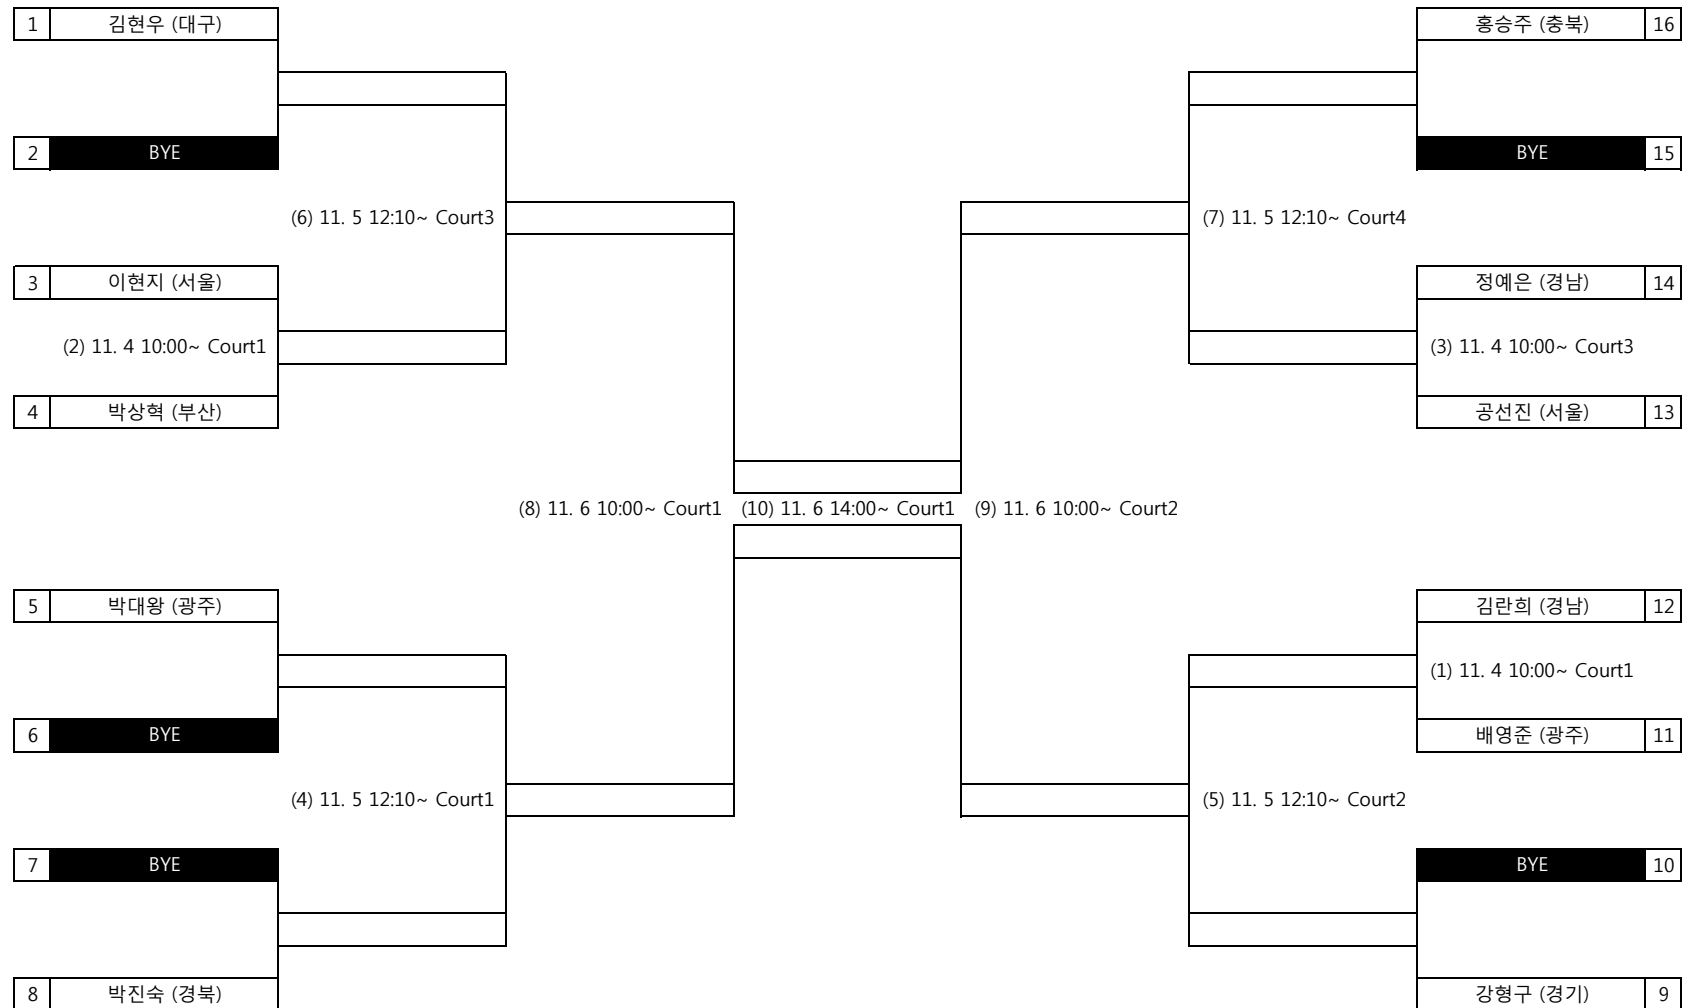 1 김현우 (대구) 홍승주 (충북) 16
2 BYE BYE 15
(6) 11. 5 12:10~ Court3 (7) 11. 5 12:10~ Court4
3 이현지 (서울) 정예은 (경남) 14
(2) 11. 4 10:00~ Court1 (3) 11. 4 10:00~ Court3
4 박상혁 (부산) 공선진 (서울) 13
(8) 11. 6 10:00~ Court1 (10) 11. 6 14:00~ Court1 (9) 11. 6 10:00~ Court2
5 박대왕 (광주) 김란희 (경남) 12
(1) 11. 4 10:00~ Court1
6 BYE 배영준 (광주) 11
(4) 11. 5 12:10~ Court1 (5) 11. 5 12:10~ Court2
7 BYE BYE 10
8 박진숙 (경북) 강형구 (경기) 9